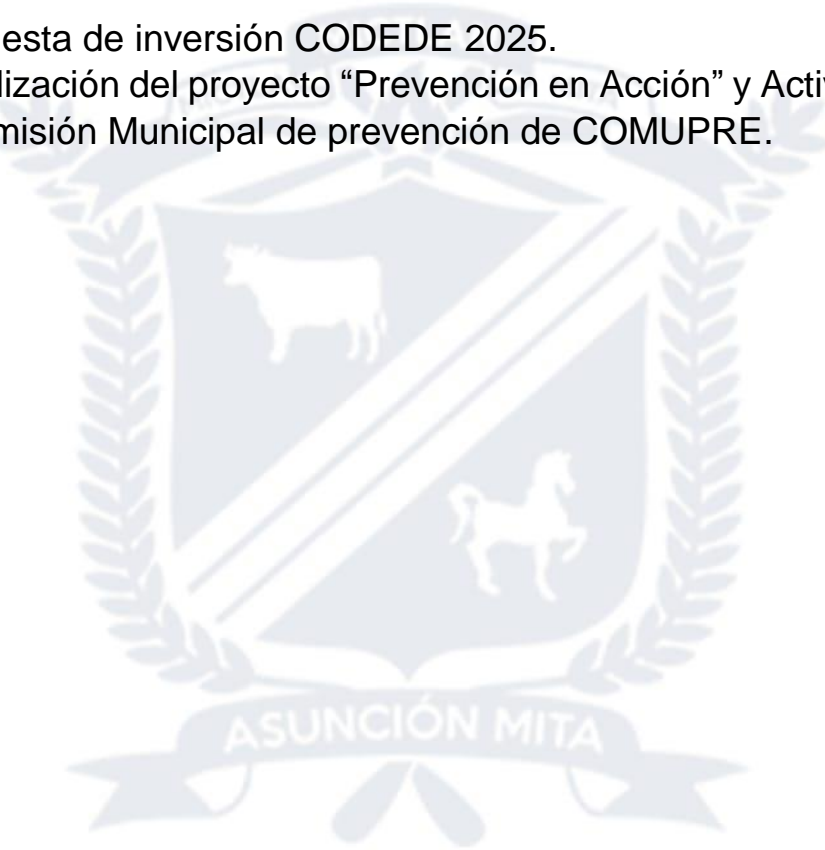 esta de inversión CODEDE 2025.
lización del proyecto “Prevención en Acción” y Activ
misión Municipal de prevención de COMUPRE.
ASUNCIÓN MITA